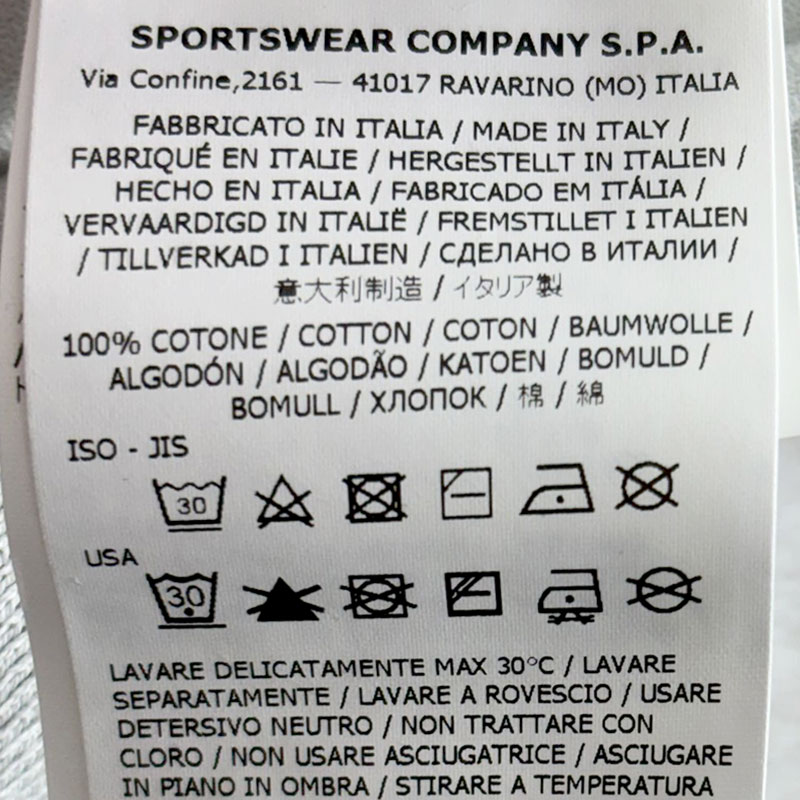 SPORTSWEAR COMPANY S.P.A.
Via Confine,2161 — 41017 RAVARINO (MO) ITALIA
FABBRICATO IN ITALIA / MADE IN ITALY /
FABRIQUÉ EN ITALIE / HERGESTELLT IN ITALIEN /
HECHO EN ITALIA / FABRICADO EM ITÁLIA /
VERVAARDIGD IN ITALIË / FREMSTILLET I ITALIEN
/ TILLVERKAD I ITALIEN / СДЕЛАНО В ИТАЛИИ /
意大利制造 / イタリア製
100% COTONE / COTTON / COTON / BAUMWOLLE /
ALGODÓN / ALGODÃO / KATOEN / BOMULD /
BOMULL / ХЛОПОК / 棉 / 綿
ISO - JIS
30
USA
30
LAVARE DELICATAMENTE MAX 30°C / LAVARE
SEPARATAMENTE / LAVARE A ROVESCIO / USARE
DETERSIVO NEUTRO / NON TRATTARE CON
CLORO / NON USARE ASCIUGATRICE / ASCIUGARE
IN PIANO IN OMBRA / STIRARE A TEMPERATURA